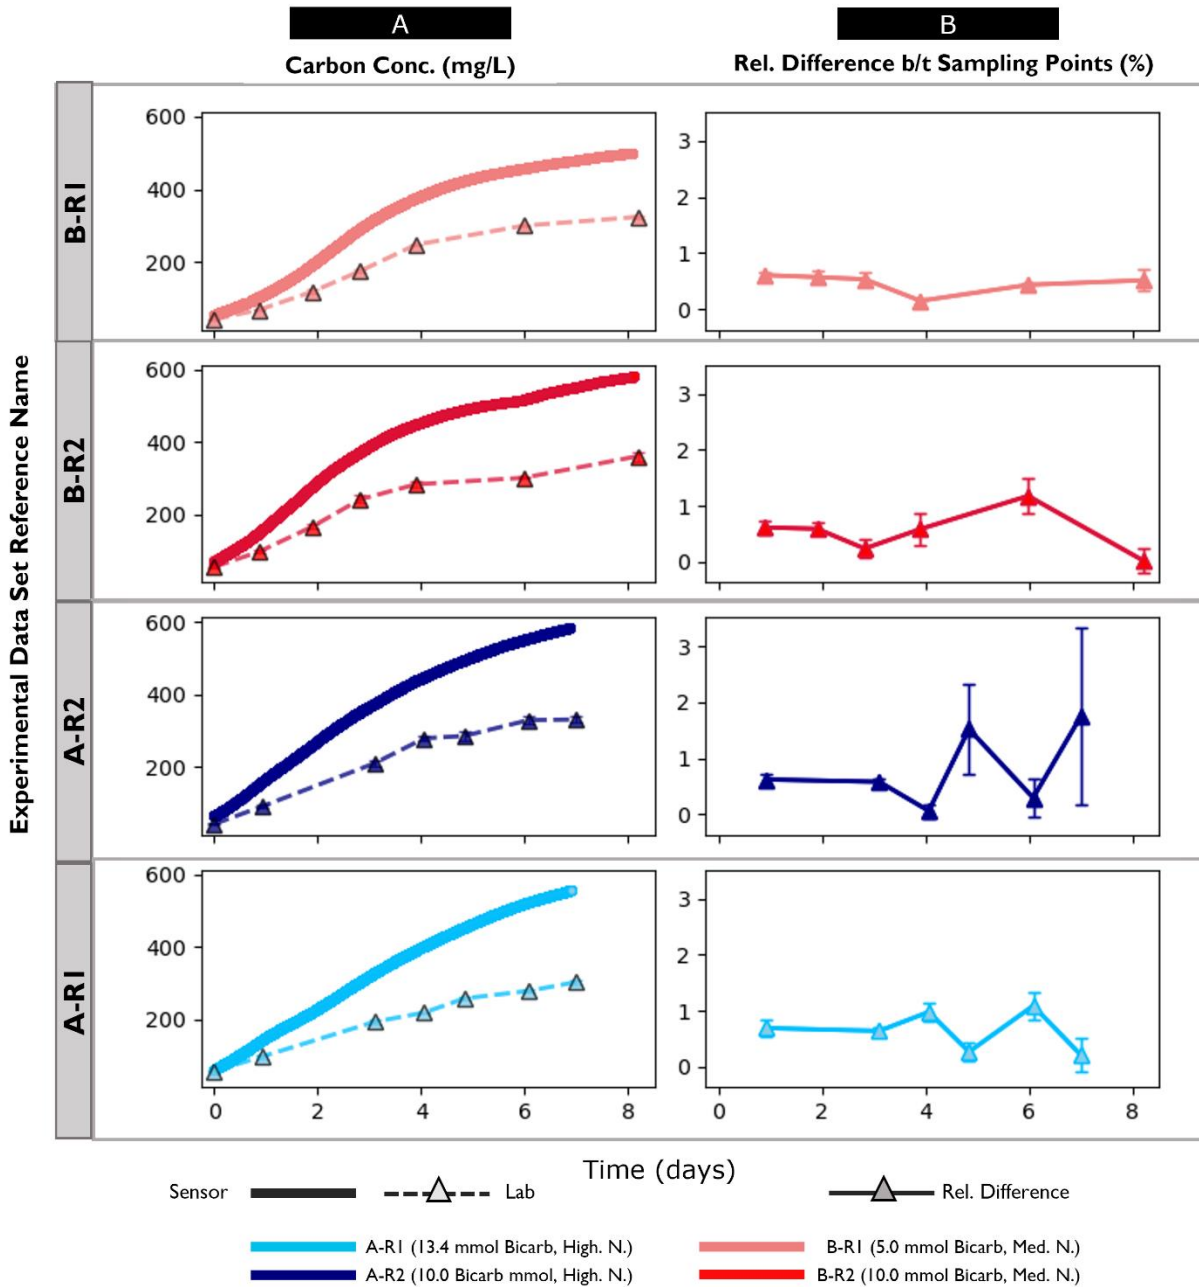 A
B
Carbon Conc. (mg/L)
Rel. Difference b/t Sampling Points (%)
Experimental Data Set Reference Name
B-R1
600
400
200
3
2
1
0
B-R2
600
400
200
3
2
1
0
A-R2
600
400
200
3
2
1
0
A-R1
600
400
200
3
2
1
0
0 2 4 6 8
0 2 4 6 8
Time (days)
Sensor
Lab
Rel. Difference
A-R1 (13.4 mmol Bicarb, High. N.)
B-R1 (5.0 mmol Bicarb, Med. N.)
A-R2 (10.0 Bicarb mmol, High. N.)
B-R2 (10.0 mmol Bicarb, Med. N.)